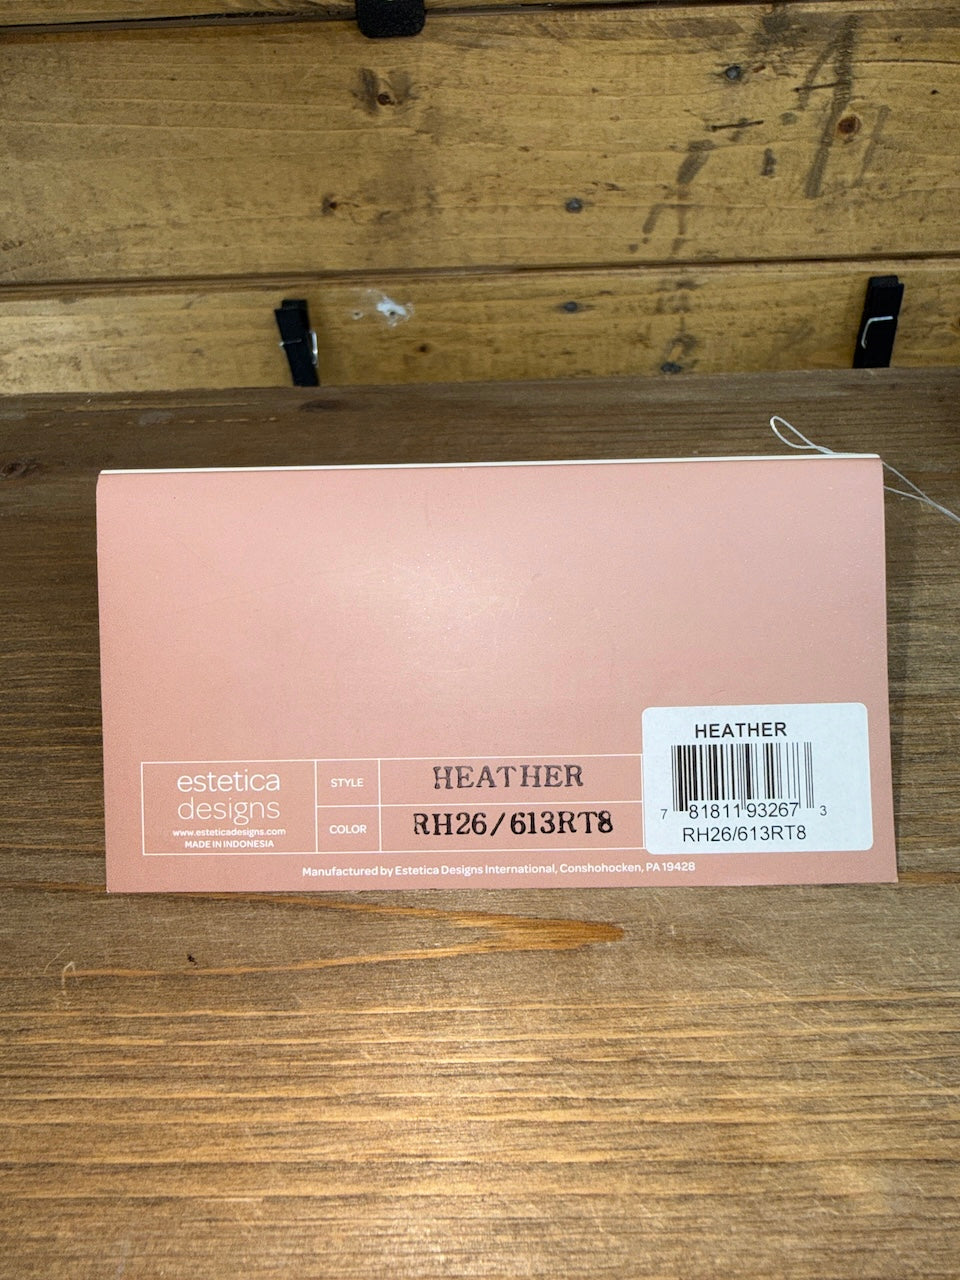 estetica
designs
www.esteticadesigns.com
MADE IN INDONESIA
STYLE
HEATHER
COLOR
RH26/613RT8
HEATHER
7 81811 93267 3
RH26/613RT8
Manufactured by Estetica Designs International, Conshohocken, PA 19428